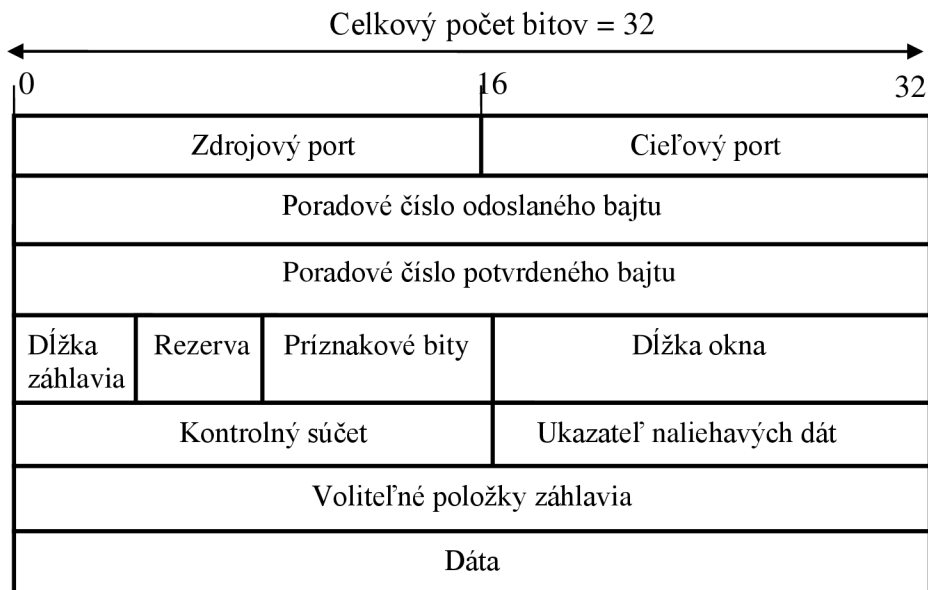 Celkový počet bitov = 32
0 16 32
Zdrojový port Cieľový port
Poradové číslo odoslaného bajtu
Poradové číslo potvrdeného bajtu
Dĺžka záhlavia Rezerva Príznakové bity Dĺžka okna
Kontrolný súčet Ukazateľ naliehavých dát
Voliteľné položky záhlavia
Dáta